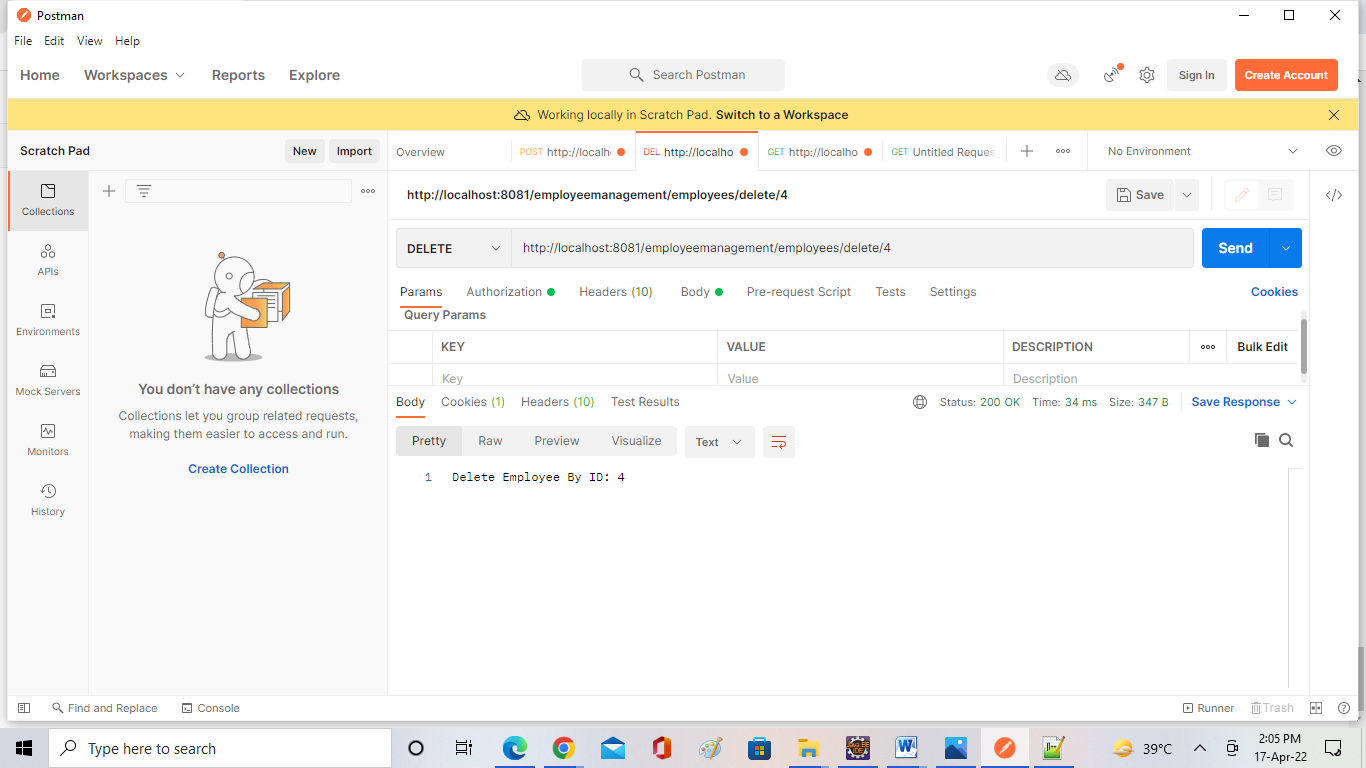 Postman
File Edit View Help
Home Workspaces Reports Explore Search Postman Sign In Create Account
Working locally in Scratch Pad. Switch to a Workspace
Scratch Pad New Import
Overview POST http://localh DEL http://localho GET http://localho GET Untitled Reques No Environment
Collections
APIs
Environments
Mock Servers
Monitors
History
You don't have any collections
Collections let you group related requests,
making them easier to access and run.
Create Collection
http://localhost:8081/employeemanagement/employees/delete/4 Save
DELETE http://localhost:8081/employeemanagement/employees/delete/4 Send
Params Authorization Headers (10) Body Pre-request Script Tests Settings Cookies
Query Params
KEY VALUE DESCRIPTION Bulk Edit
Key Value Description
Body Cookies (1) Headers (10) Test Results Status: 200 OK Time: 34 ms Size: 347 B Save Response
Pretty Raw Preview Visualize Text
1 Delete Employee By ID: 4
Find and Replace Console Runner Trash
Type here to search 39°C 2:05 PM
17-Apr-22